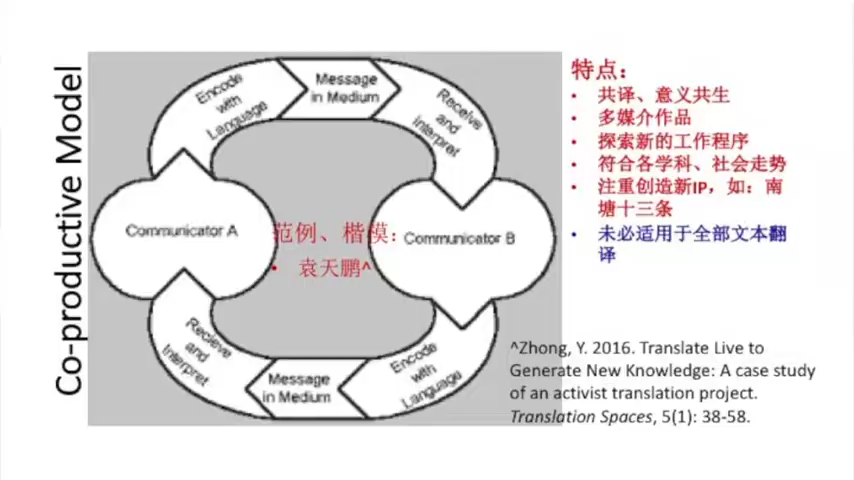 Co-productive Model
Encode
with
Language
Message
in Medium
Receive
and
Interpret
Communicator A
Communicator B
范例、楷模：
• 袁天鹏^
Recieve
and
Interpret
Message
in Medium
Encode
with
Language
特点：
• 共译、意义共生
• 多媒介作品
• 探索新的工作程序
• 符合各学科、社会走势
• 注重创造新IP，如：南
塘十三条
• 未必适用于全部文本翻
译
^Zhong, Y. 2016. Translate Live to
Generate New Knowledge: A case study
of an activist translation project.
Translation Spaces, 5(1): 38-58.